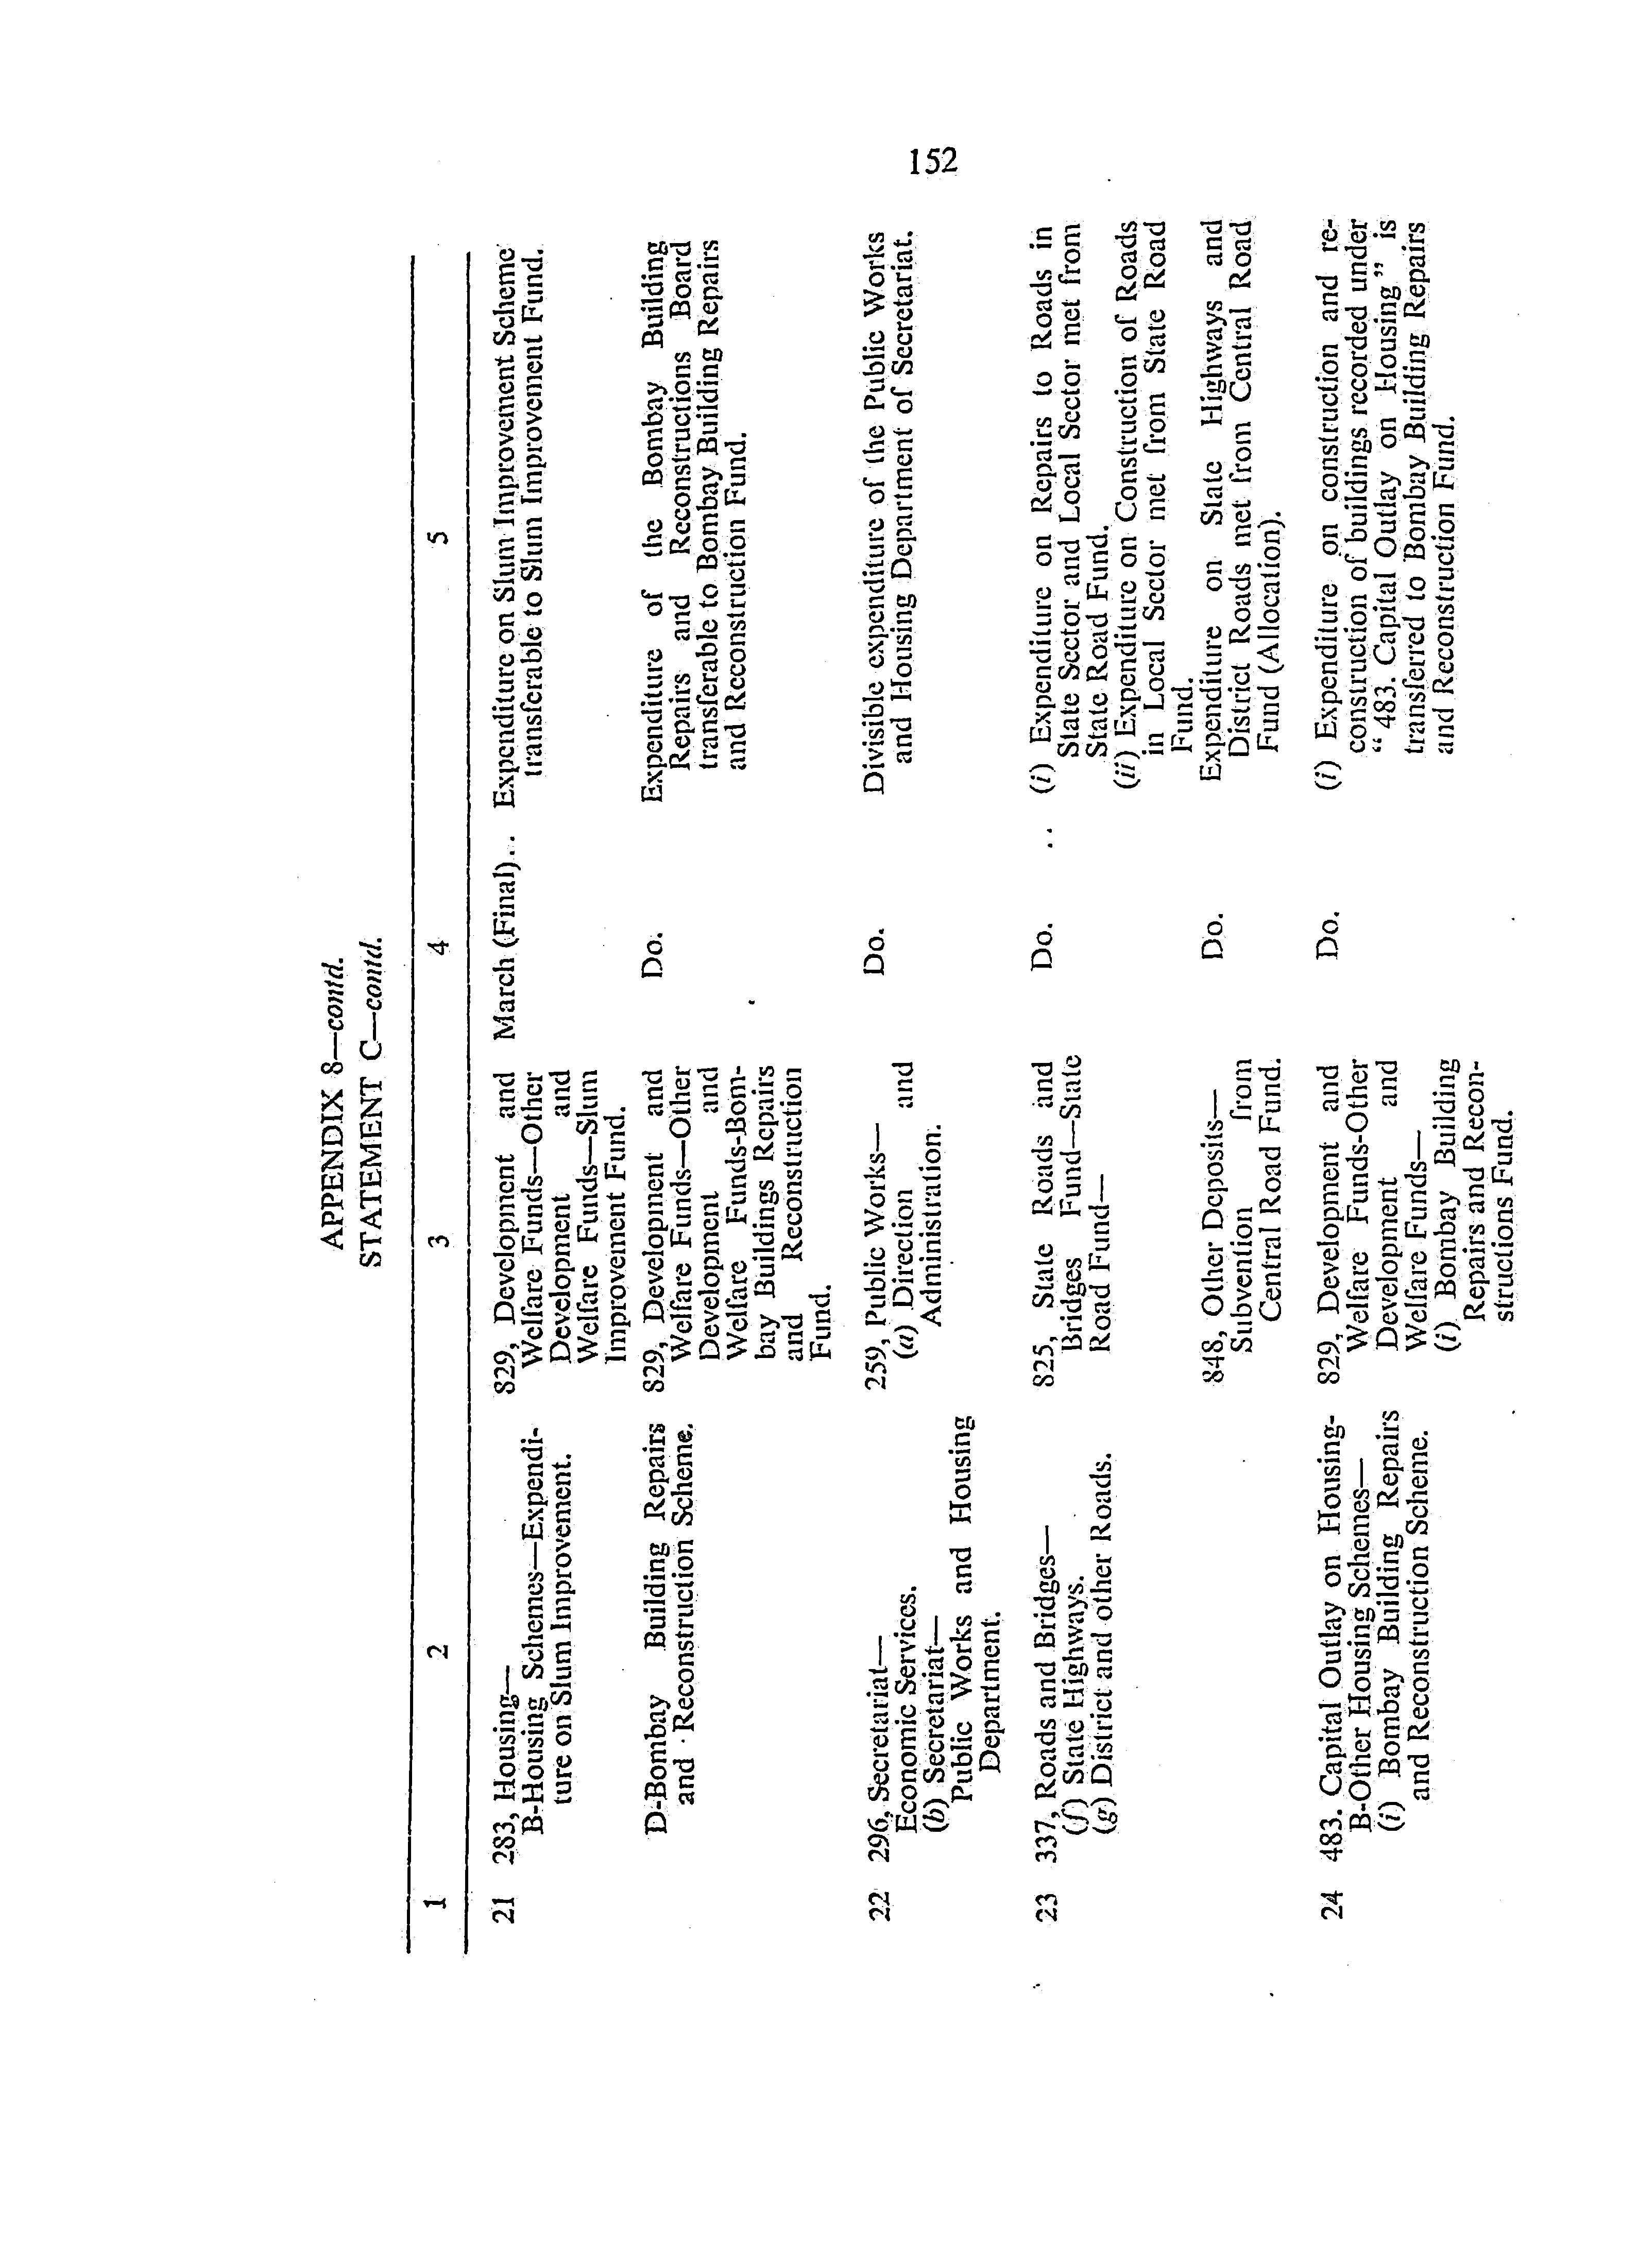 152
APPENDIX 8—contd.
STATEMENT C—contd.
1 2 3 4 5
21 283, Housing—
B-Housing Schemes—Expendi-
ture on Slum Improvement.
829, Development and
Welfare Funds—Other
Development and
Welfare Funds—Slum
Improvement Fund.
March (Final)..
Expenditure on Slum Improvement Scheme
transferable to Slum Improvement Fund.
D-Bombay Building Repairs
and Reconstruction Scheme.
829, Development and
Welfare Funds—Other
Development and
Welfare Funds-Bom-
bay Buildings Repairs
and Reconstruction
Fund.
Do.
Expenditure of the Bombay Building
Repairs and Reconstructions Board
transferable to Bombay Building Repairs
and Reconstruction Fund.
22 296, Secretariat—
Economic Services.
(b) Secretariat—
Public Works and Housing
Department.
259, Public Works—
(a) Direction and
Administration.
Do.
Divisible expenditure of the Public Works
and Housing Department of Secretariat.
23 337, Roads and Bridges—
(f) State Highways.
(g) District and other Roads.
825, State Roads and
Bridges Fund—State
Road Fund—
Do. ..
(i) Expenditure on Repairs to Roads in
State Sector and Local Sector met from
State Road Fund.
(ii) Expenditure on Construction of Roads
in Local Sector met from State Road
Fund.
848, Other Deposits—
Subvention from
Central Road Fund.
Do.
Expenditure on State Highways and
District Roads met from Central Road
Fund (Allocation).
24 483. Capital Outlay on Housing-
B-Other Housing Schemes—
(i) Bombay Building Repairs
and Reconstruction Scheme.
829, Development and
Welfare Funds-Other
Development and
Welfare Funds—
(i) Bombay Building
Repairs and Recon-
structions Fund.
Do.
(i) Expenditure on construction and re-
construction of buildings recorded under
“ 483. Capital Outlay on Housing ” is
transferred to Bombay Building Repairs
and Reconstruction Fund.